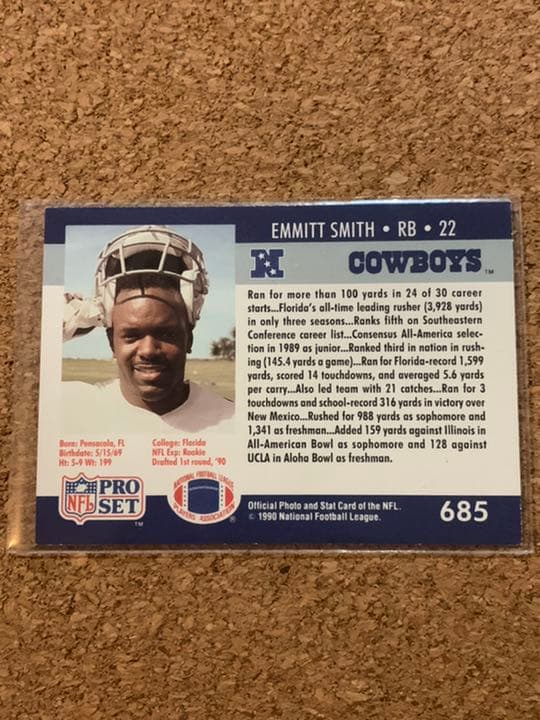 EMMITT SMITH • RB • 22
N
COWBOYS™
Ran for more than 100 yards in 24 of 30 career
starts...Florida's all-time leading rusher (3,928 yards)
in only three seasons...Ranks fifth on Southeastern
Conference career list...Consensus All-America selec-
tion in 1989 as junior...Ranked third in nation in rush-
ing (145.4 yards a game)...Ran for Florida-record 1,599
yards, scored 14 touchdowns, and averaged 5.6 yards
per carry...Also led team with 21 catches...Ran for 3
touchdowns and school-record 316 yards in victory over
New Mexico...Rushed for 988 yards as sophomore and
1,341 as freshman...Added 159 yards against Illinois in
All-American Bowl as sophomore and 128 against
UCLA in Aloha Bowl as freshman.
Born: Pensacola, FL
Birthdate: 5/15/69
Ht: 5-9 Wt: 199
College: Florida
NFL Exp: Rookie
Drafted 1st round, '90
NFL PRO SET™
NATIONAL FOOTBALL LEAGUE
PLAYERS ASSOCIATION®
Official Photo and Stat Card of the NFL.
© 1990 National Football League.
685